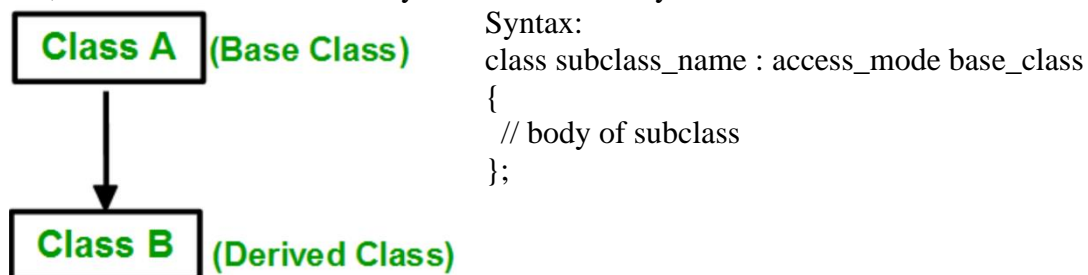 Class A (Base Class)
Syntax:
class subclass_name : access_mode base_class
{
// body of subclass
};
Class B (Derived Class)